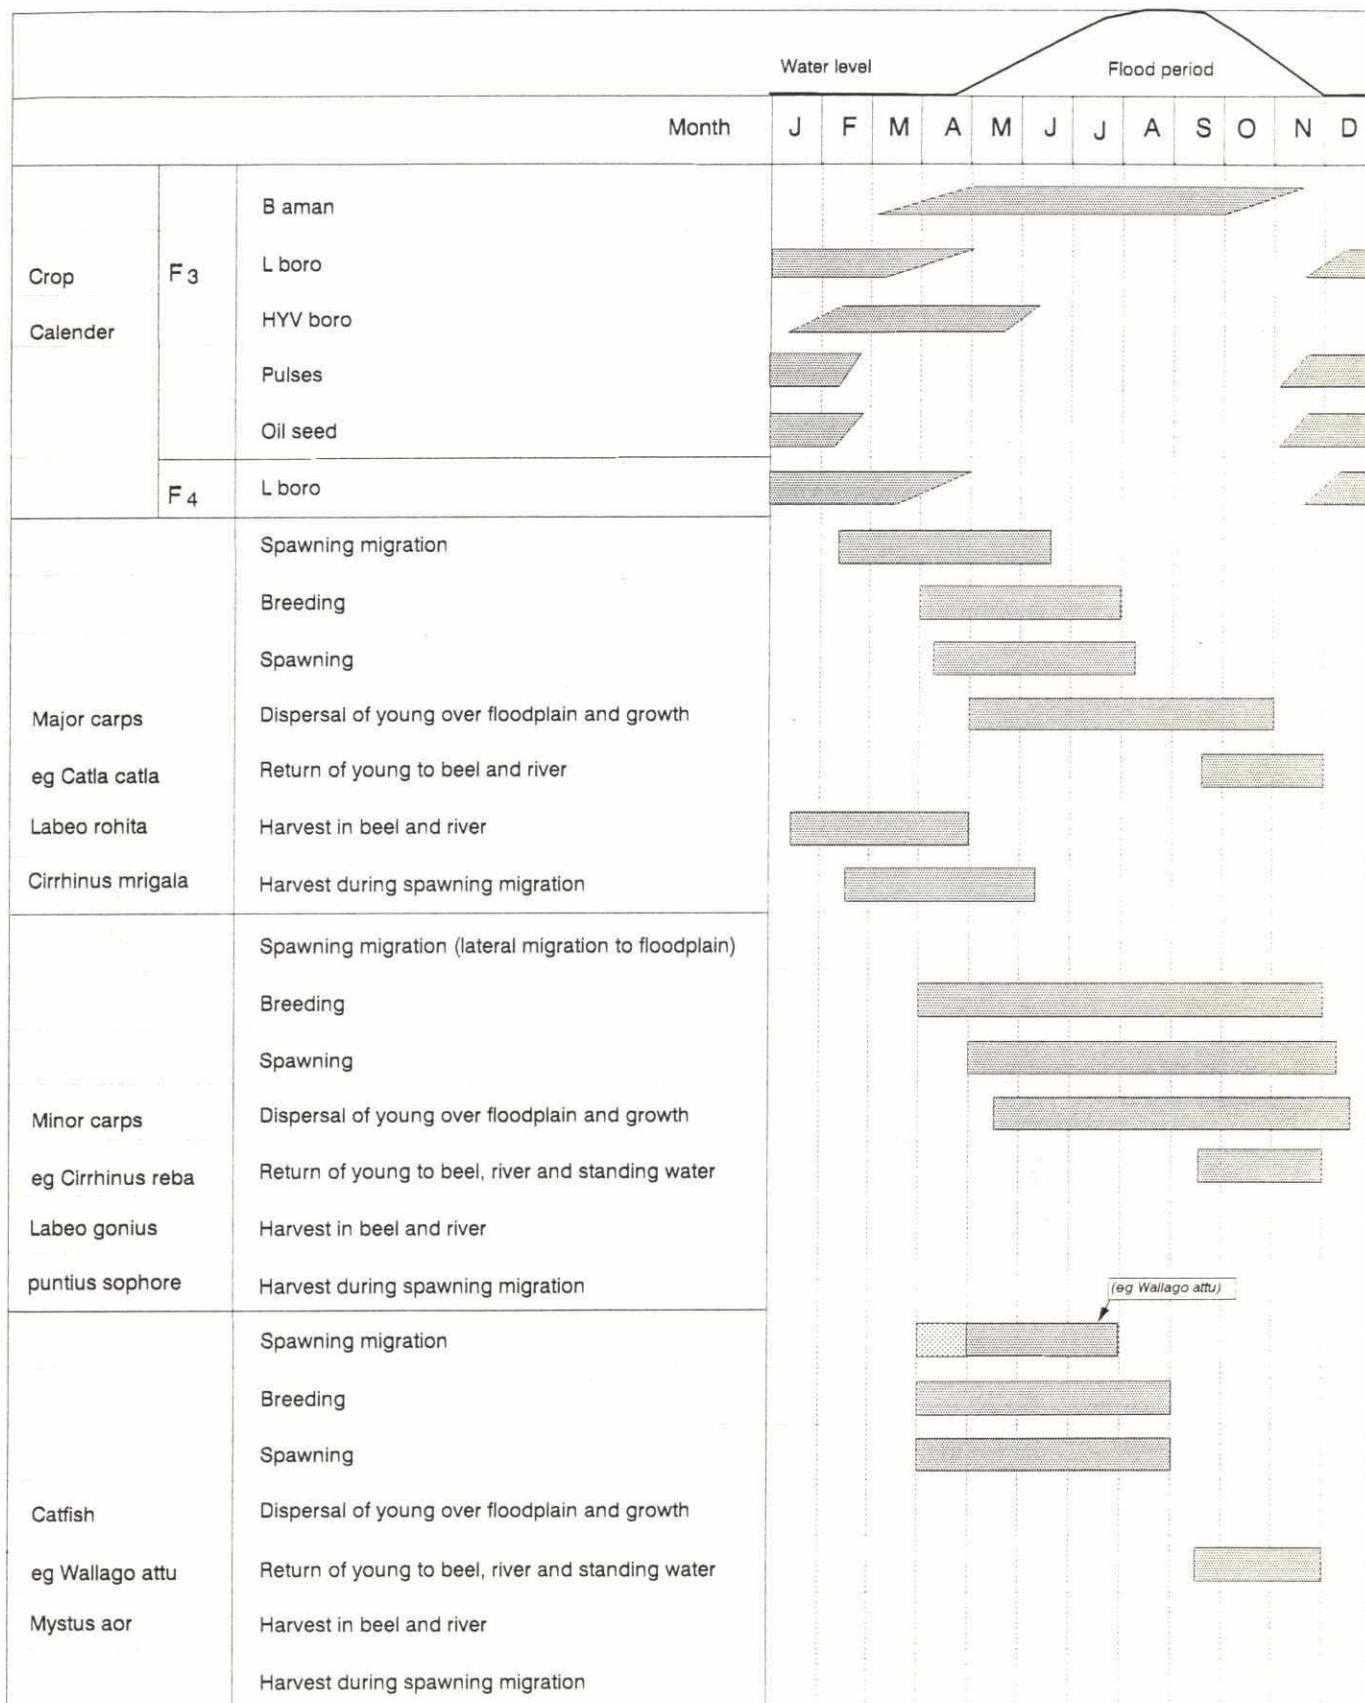 Water level Flood period
Month J F M A M J J A S O N D
B aman
Crop F3 L boro
Calender HYV boro
Pulses
Oil seed
F4 L boro
Spawning migration
Breeding
Spawning
Major carps Dispersal of young over floodplain and growth
eg Catla catla Return of young to beel and river
Labeo rohita Harvest in beel and river
Cirrhinus mrigala Harvest during spawning migration
Spawning migration (lateral migration to floodplain)
Breeding
Spawning
Minor carps Dispersal of young over floodplain and growth
eg Cirrhinus reba Return of young to beel, river and standing water
Labeo gonius Harvest in beel and river
puntius sophore Harvest during spawning migration
(eg Wallago attu)
Spawning migration
Breeding
Spawning
Catfish Dispersal of young over floodplain and growth
eg Wallago attu Return of young to beel, river and standing water
Mystus aor Harvest in beel and river
Harvest during spawning migration